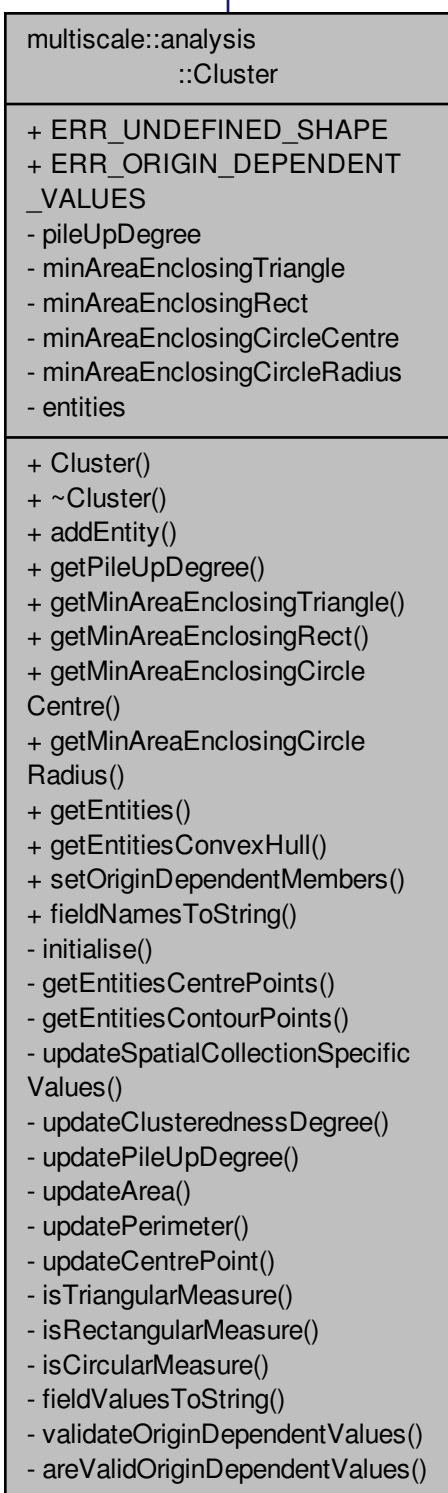 multiscale::analysis
::Cluster
+ ERR_UNDEFINED_SHAPE
+ ERR_ORIGIN_DEPENDENT
_VALUES
- pileUpDegree
- minAreaEnclosingTriangle
- minAreaEnclosingRect
- minAreaEnclosingCircleCentre
- minAreaEnclosingCircleRadius
- entities
+ Cluster()
+ ~Cluster()
+ addEntity()
+ getPileUpDegree()
+ getMinAreaEnclosingTriangle()
+ getMinAreaEnclosingRect()
+ getMinAreaEnclosingCircle
Centre()
+ getMinAreaEnclosingCircle
Radius()
+ getEntities()
+ getEntitiesConvexHull()
+ setOriginDependentMembers()
+ fieldNamesToString()
- initialise()
- getEntitiesCentrePoints()
- getEntitiesContourPoints()
- updateSpatialCollectionSpecific
Values()
- updateClusterednessDegree()
- updatePileUpDegree()
- updateArea()
- updatePerimeter()
- updateCentrePoint()
- isTriangularMeasure()
- isRectangularMeasure()
- isCircularMeasure()
- fieldValuesToString()
- validateOriginDependentValues()
- areValidOriginDependentValues()